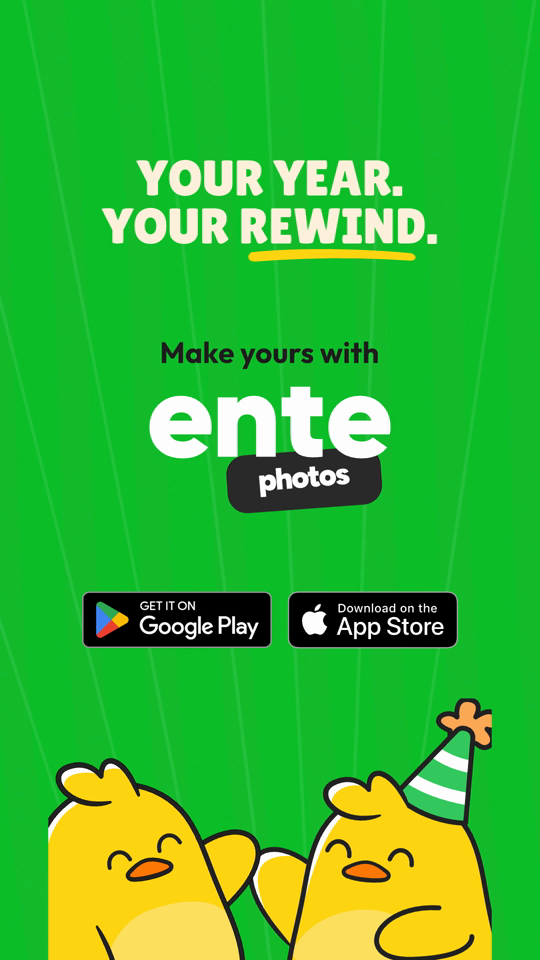 YOUR YEAR.
YOUR REWIND.
Make yours with
ente
photos
GET IT ON
Google Play
Download on the
App Store